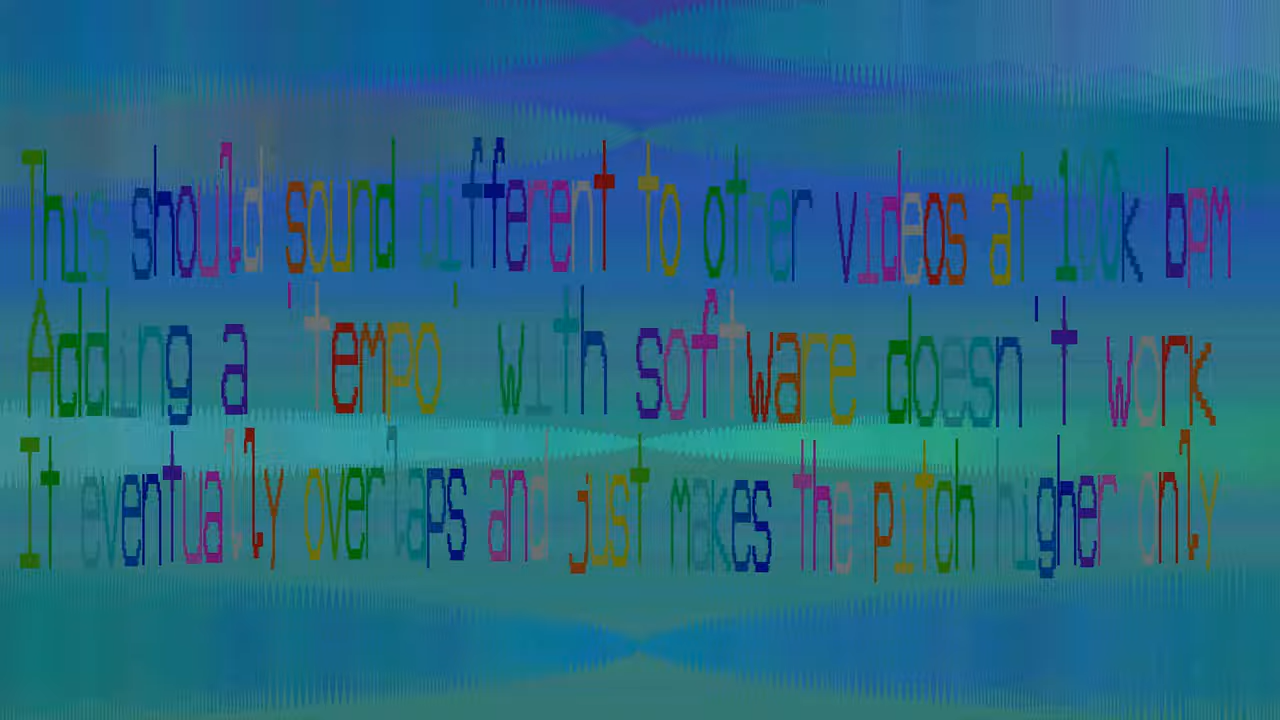 This should sound different to other videos at 100k bpm
Adding a 'tempo' with software doesn't work
It eventually overlaps and just makes the pitch higher only